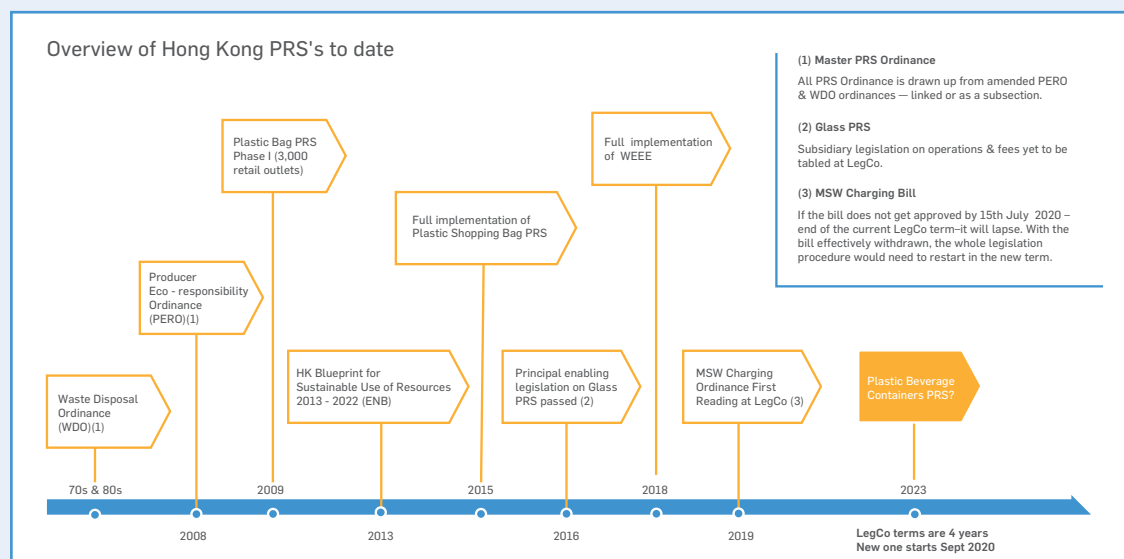 Overview of Hong Kong PRS's to date
(1) Master PRS Ordinance
All PRS Ordinance is drawn up from amended PERO
& WDO ordinances — linked or as a subsection.
(2) Glass PRS
Subsidiary legislation on operations & fees yet to be
tabled at LegCo.
(3) MSW Charging Bill
If the bill does not get approved by 15th July 2020 –
end of the current LegCo term–it will lapse. With the
bill effectively withdrawn, the whole legislation
procedure would need to restart in the new term.
Waste Disposal
Ordinance
(WDO)(1)
70s & 80s
Producer
Eco - responsibility
Ordinance
(PERO)(1)
2008
Plastic Bag PRS
Phase I (3,000
retail outlets)
2009
HK Blueprint for
Sustainable Use of Resources
2013 - 2022 (ENB)
2013
Full implementation of
Plastic Shopping Bag PRS
2015
Principal enabling
legislation on Glass
PRS passed (2)
2016
Full implementation
of WEEE
2018
MSW Charging
Ordinance First
Reading at LegCo (3)
2019
Plastic Beverage
Containers PRS?
2023
LegCo terms are 4 years
New one starts Sept 2020